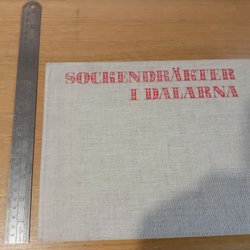 SOCKENDRÄKTER
I DALARNA